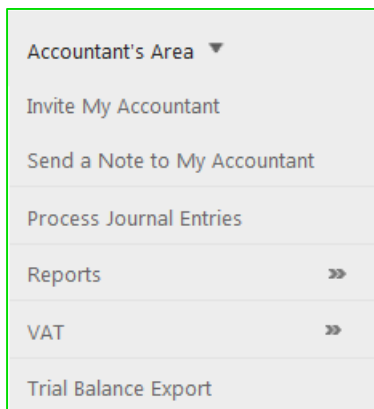 Accountant's Area
Invite My Accountant
Send a Note to My Accountant
Process Journal Entries
Reports
VAT
Trial Balance Export